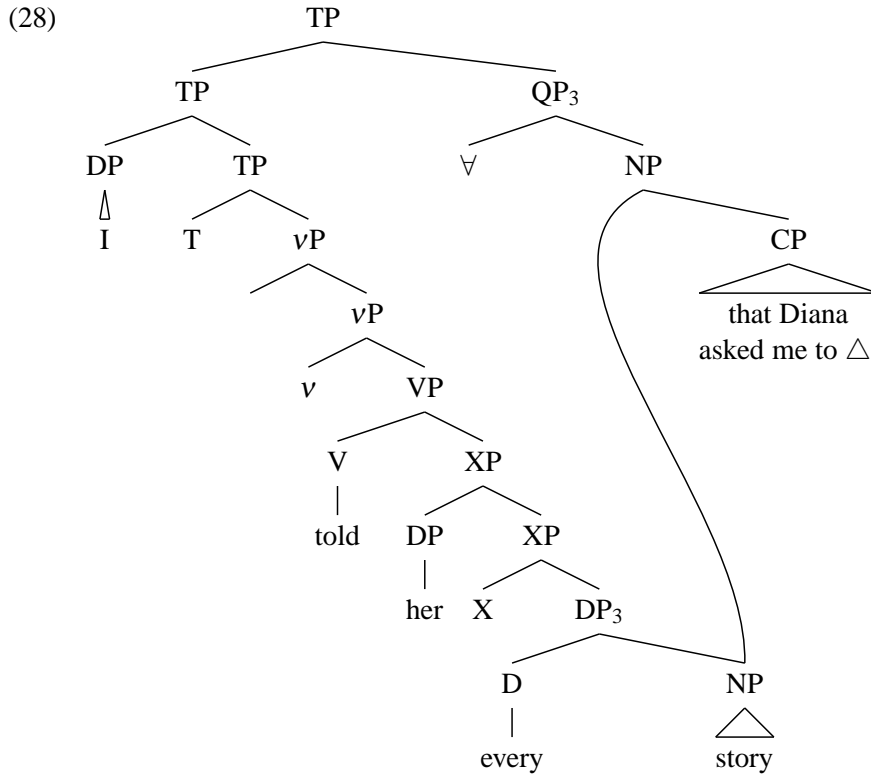 (28) TP
TP QP₃
DP TP ∀ NP
I T 𝑣P CP
𝑣P that Diana
asked me to △
𝑣 VP
V XP
told DP XP
her X DP₃
D NP
every story